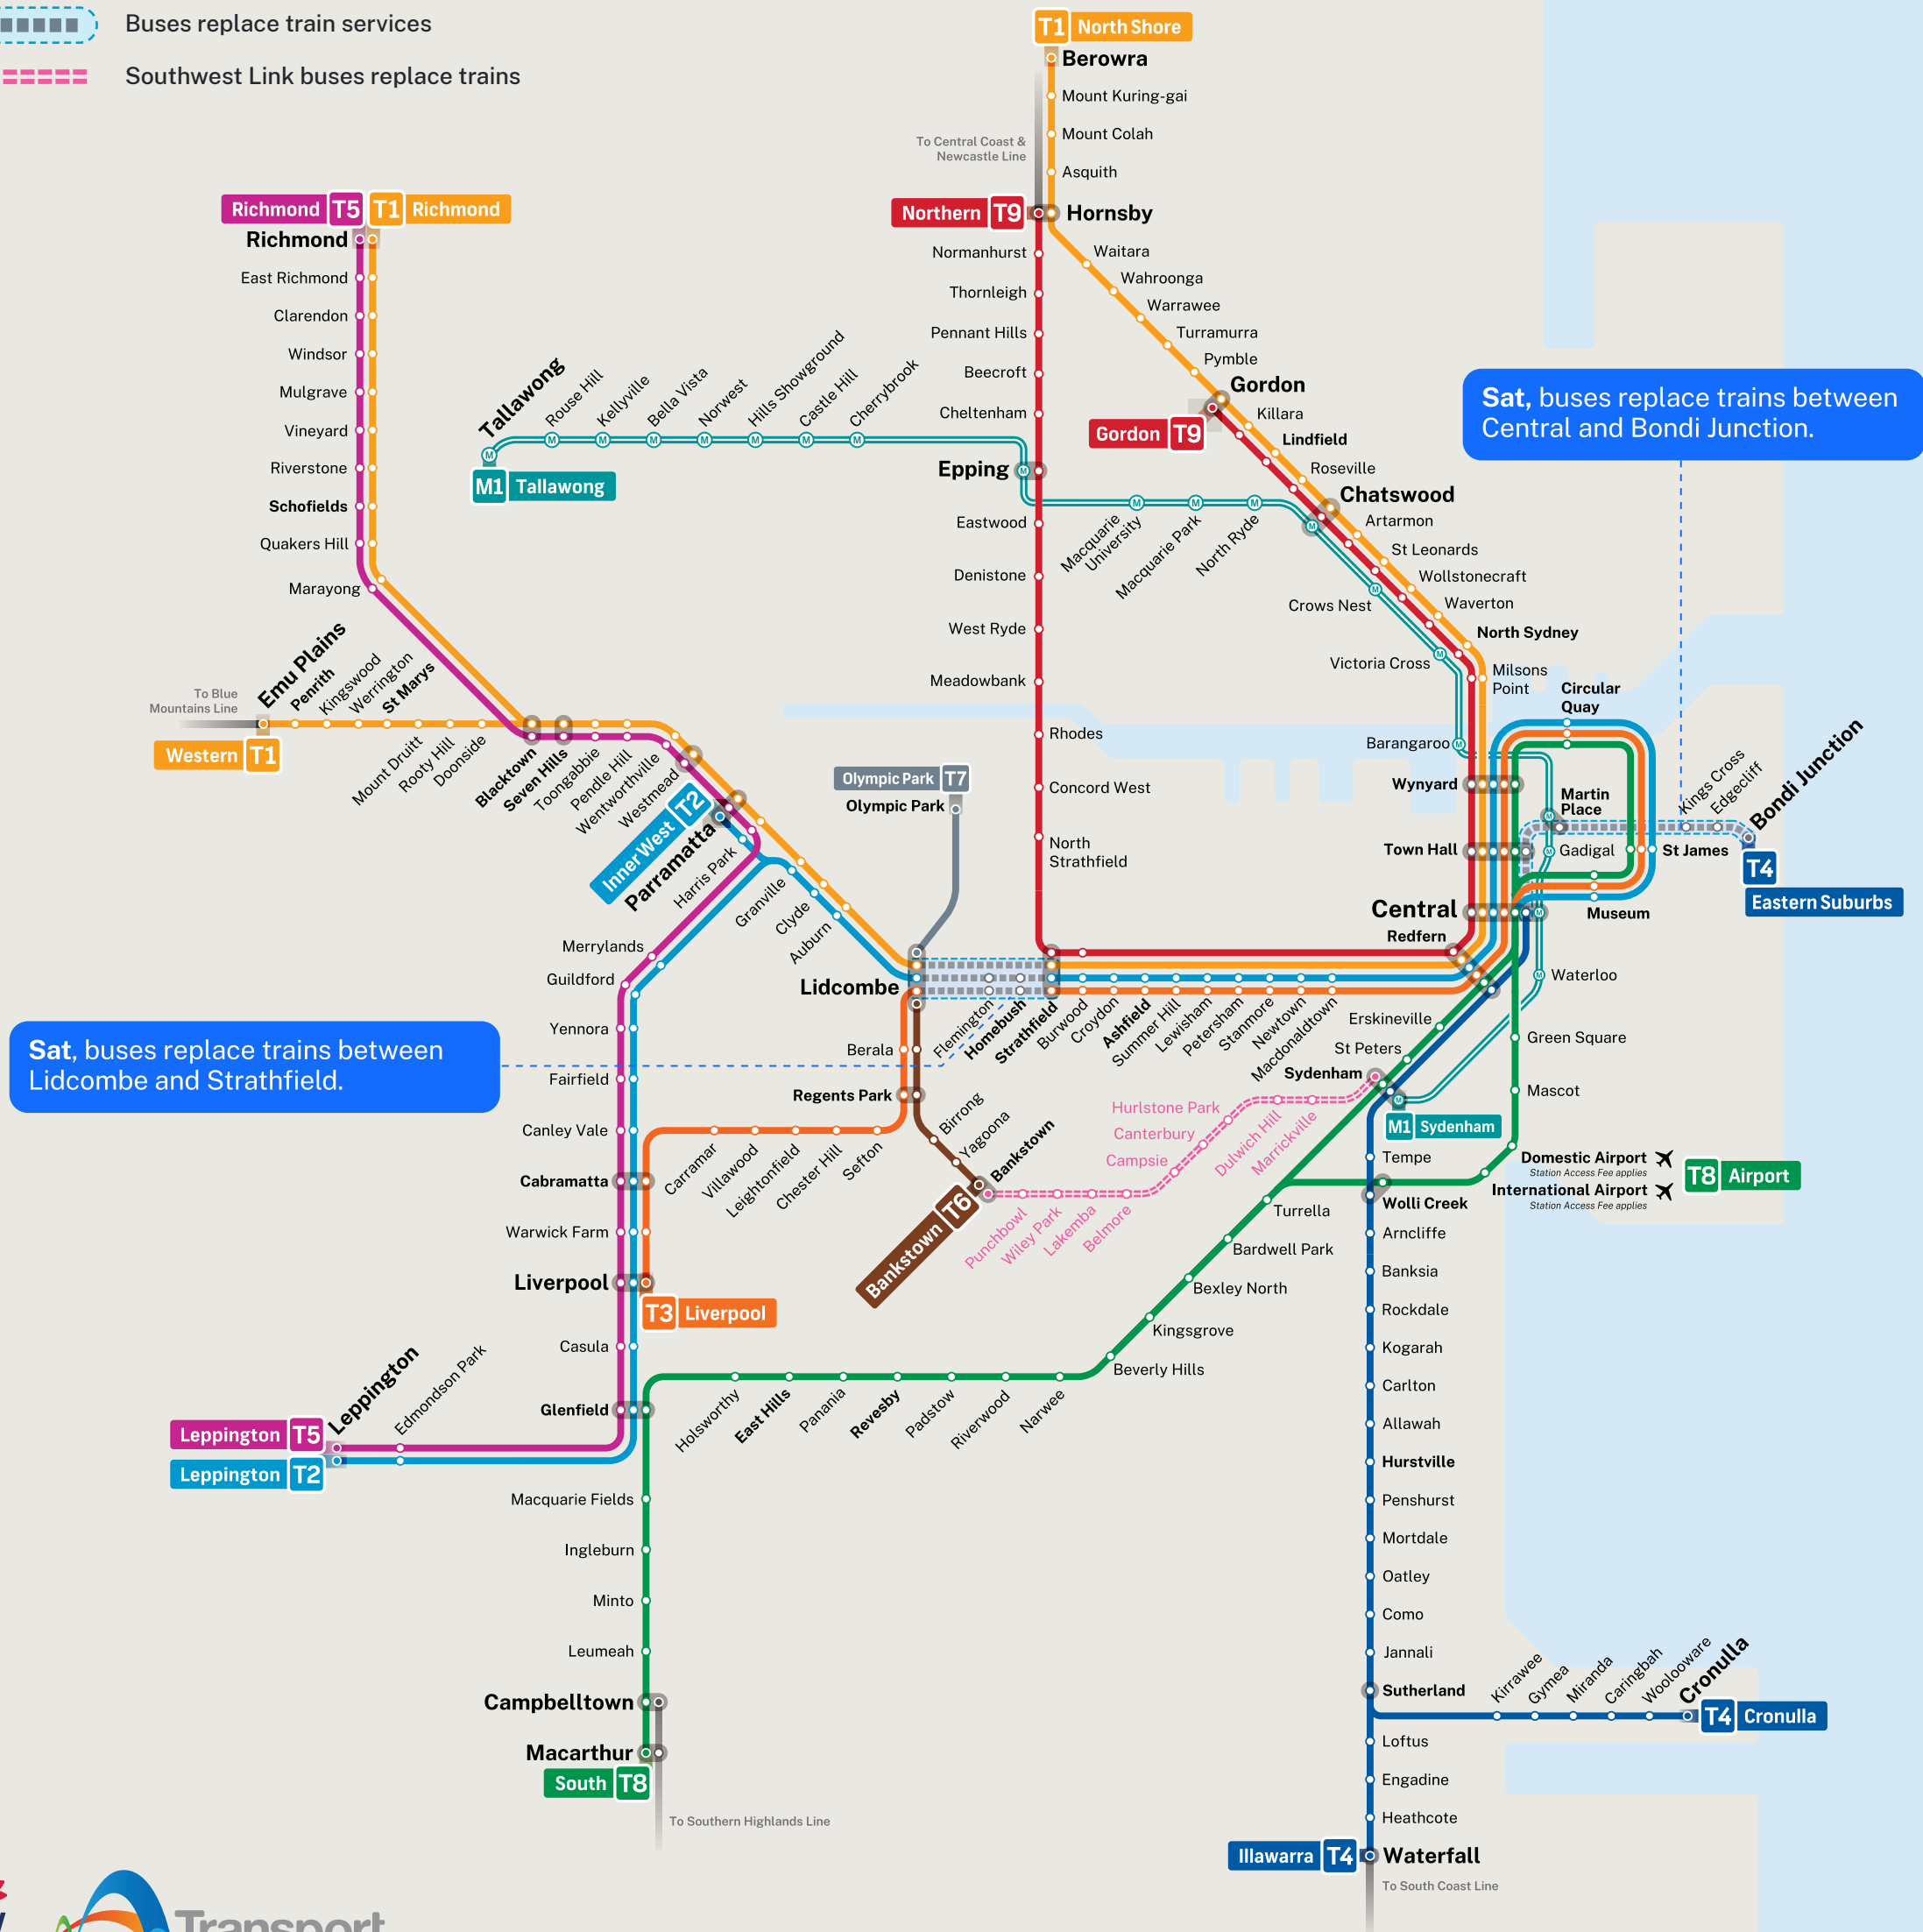 Buses replace train services
Southwest Link buses replace trains
T1 North Shore
Berowra
Mount Kuring-gai
Mount Colah
Asquith
To Central Coast &
Newcastle Line
Northern T9
Hornsby
Normanhurst
Thornleigh
Pennant Hills
Beecroft
Cheltenham
Epping
Eastwood
Denistone
West Ryde
Meadowbank
Rhodes
Concord West
North
Strathfield
Waitara
Wahroonga
Warrawee
Turramurra
Pymble
Gordon
Gordon T9
Killara
Lindfield
Roseville
Chatswood
Artarmon
St Leonards
Wollstonecraft
Waverton
North Sydney
Milsons
Point
Richmond T5
T1 Richmond
Richmond
East Richmond
Clarendon
Windsor
Mulgrave
Vineyard
Riverstone
Schofields
Quakers Hill
Marayong
Tallawong
M1 Tallawong
Rouse Hill
Kellyville
Bella Vista
Norwest
Hills Showground
Castle Hill
Cherrybrook
Macquarie
University
Macquarie Park
North Ryde
Crows Nest
Victoria Cross
Barangaroo
Sat, buses replace trains between
Central and Bondi Junction.
To Blue
Mountains Line
Western T1
Emu Plains
Penrith
Kingswood
Werrington
St Marys
Mount Druitt
Rooty Hill
Doonside
Blacktown
Seven Hills
Toongabbie
Pendle Hill
Wentworthville
Westmead
Inner West T2
Parramatta
Harris Park
Granville
Clyde
Auburn
Olympic Park T7
Olympic Park
Circular
Quay
Wynyard
Martin
Place
Town Hall
Gadigal
St James
Kings Cross
Edgecliff
Bondi Junction
T4
Eastern Suburbs
Central
Museum
Redfern
Waterloo
Lidcombe
Flemington
Homebush
Strathfield
Burwood
Croydon
Ashfield
Summer Hill
Lewisham
Petersham
Stanmore
Newtown
Macdonaldtown
Erskineville
St Peters
Sydenham
M1 Sydenham
Green Square
Mascot
Domestic Airport
Station Access Fee applies
International Airport
Station Access Fee applies
T8 Airport
Merrylands
Guildford
Yennora
Fairfield
Canley Vale
Cabramatta
Warwick Farm
Liverpool
T3 Liverpool
Casula
Glenfield
Sat, buses replace trains between
Lidcombe and Strathfield.
Berala
Regents Park
Birrong
Yagoona
Bankstown
Bankstown T6
Carramar
Villawood
Leightonfield
Chester Hill
Sefton
Punchbowl
Wiley Park
Lakemba
Belmore
Campsie
Canterbury
Hurlstone Park
Dulwich Hill
Marrickville
Tempe
Wolli Creek
Turrella
Bardwell Park
Bexley North
Kingsgrove
Beverly Hills
Narwee
Riverwood
Padstow
Revesby
Panania
East Hills
Holsworthy
Leppington
Edmondson Park
Leppington T5
Leppington T2
Macquarie Fields
Ingleburn
Minto
Leumeah
Campbelltown
Macarthur
South T8
To Southern Highlands Line
Arncliffe
Banksia
Rockdale
Kogarah
Carlton
Allawah
Hurstville
Penshurst
Mortdale
Oatley
Como
Jannali
Sutherland
Kirrawee
Gymea
Miranda
Caringbah
Woolooware
Cronulla
T4 Cronulla
Loftus
Engadine
Heathcote
Illawarra T4
Waterfall
To South Coast Line
Transport